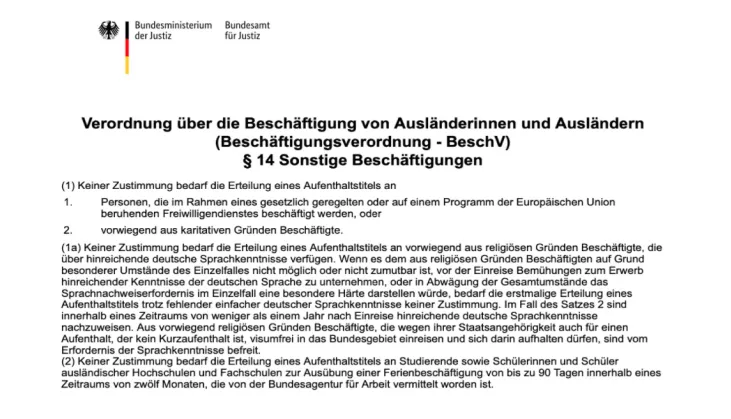 Bundesministerium
der Justiz
Bundesamt
für Justiz
Verordnung über die Beschäftigung von Ausländerinnen und Ausländern
(Beschäftigungsverordnung - BeschV)
§ 14 Sonstige Beschäftigungen
(1) Keiner Zustimmung bedarf die Erteilung eines Aufenthaltstitels an
1. Personen, die im Rahmen eines gesetzlich geregelten oder auf einem Programm der Europäischen Union
beruhenden Freiwilligendienstes beschäftigt werden, oder
2. vorwiegend aus karitativen Gründen Beschäftigte.
(1a) Keiner Zustimmung bedarf die Erteilung eines Aufenthaltstitels an vorwiegend aus religiösen Gründen Beschäftigte, die
über hinreichende deutsche Sprachkenntnisse verfügen. Wenn es dem aus religiösen Gründen Beschäftigten auf Grund
besonderer Umstände des Einzelfalles nicht möglich oder nicht zumutbar ist, vor der Einreise Bemühungen zum Erwerb
hinreichender Kenntnisse der deutschen Sprache zu unternehmen, oder in Abwägung der Gesamtumstände das
Sprachnachweiserfordernis im Einzelfall eine besondere Härte darstellen würde, bedarf die erstmalige Erteilung eines
Aufenthaltstitels trotz fehlender einfacher deutscher Sprachkenntnisse keiner Zustimmung. Im Fall des Satzes 2 sind
innerhalb eines Zeitraums von weniger als einem Jahr nach Einreise hinreichende deutsche Sprachkenntnisse
nachzuweisen. Aus vorwiegend religiösen Gründen Beschäftigte, die wegen ihrer Staatsangehörigkeit auch für einen
Aufenthalt, der kein Kurzaufenthalt ist, visumfrei in das Bundesgebiet einreisen und sich darin aufhalten dürfen, sind vom
Erfordernis der Sprachkenntnisse befreit.
(2) Keiner Zustimmung bedarf die Erteilung eines Aufenthaltstitels an Studierende sowie Schülerinnen und Schüler
ausländischer Hochschulen und Fachschulen zur Ausübung einer Ferienbeschäftigung von bis zu 90 Tagen innerhalb eines
Zeitraums von zwölf Monaten, die von der Bundesagentur für Arbeit vermittelt worden ist.